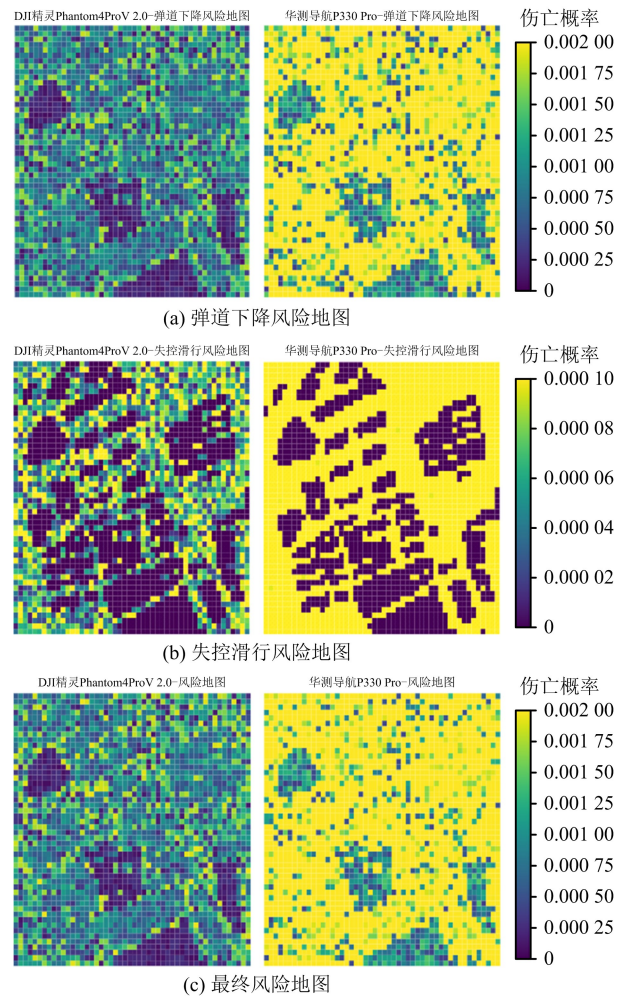 DJI精灵Phantom4ProV 2.0-弹道下降风险地图
华测导航P330 Pro-弹道下降风险地图
伤亡概率
0.002 00
0.001 75
0.001 50
0.001 25
0.001 00
0.000 75
0.000 50
0.000 25
0
(a) 弹道下降风险地图
DJI精灵Phantom4ProV 2.0-失控滑行风险地图
华测导航P330 Pro-失控滑行风险地图
伤亡概率
0.000 10
0.000 08
0.000 06
0.000 04
0.000 02
0
(b) 失控滑行风险地图
DJI精灵Phantom4ProV 2.0-风险地图
华测导航P330 Pro-风险地图
伤亡概率
0.002 00
0.001 75
0.001 50
0.001 25
0.001 00
0.000 75
0.000 50
0.000 25
0
(c) 最终风险地图